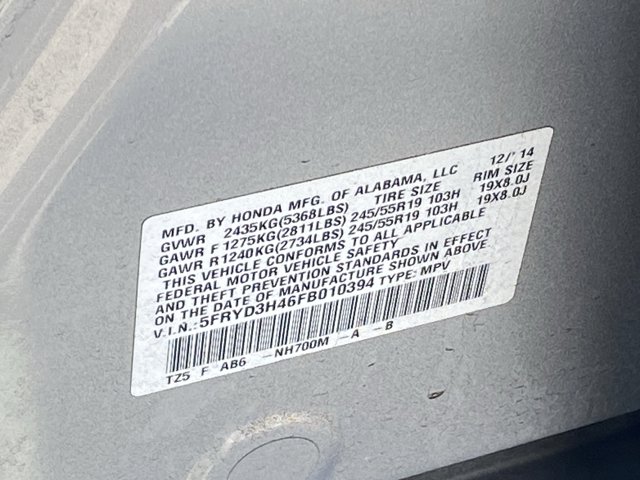 MFD. BY HONDA MFG. OF ALABAMA, LLC 12/'14
GVWR 2435KG(5368LBS) TIRE SIZE RIM SIZE
GAWR F 1275KG(2811LBS) 245/55R19 103H 19X8.0J
GAWR R1240KG(2734LBS) 245/55R19 103H 19X8.0J
THIS VEHICLE CONFORMS TO ALL APPLICABLE
FEDERAL MOTOR VEHICLE SAFETY
AND THEFT PREVENTION STANDARDS IN EFFECT
ON THE DATE OF MANUFACTURE SHOWN ABOVE
V.I.N.:5FRYD3H46FB010394 TYPE: MPV
TZ5 F AB6 -NH700M -A -B